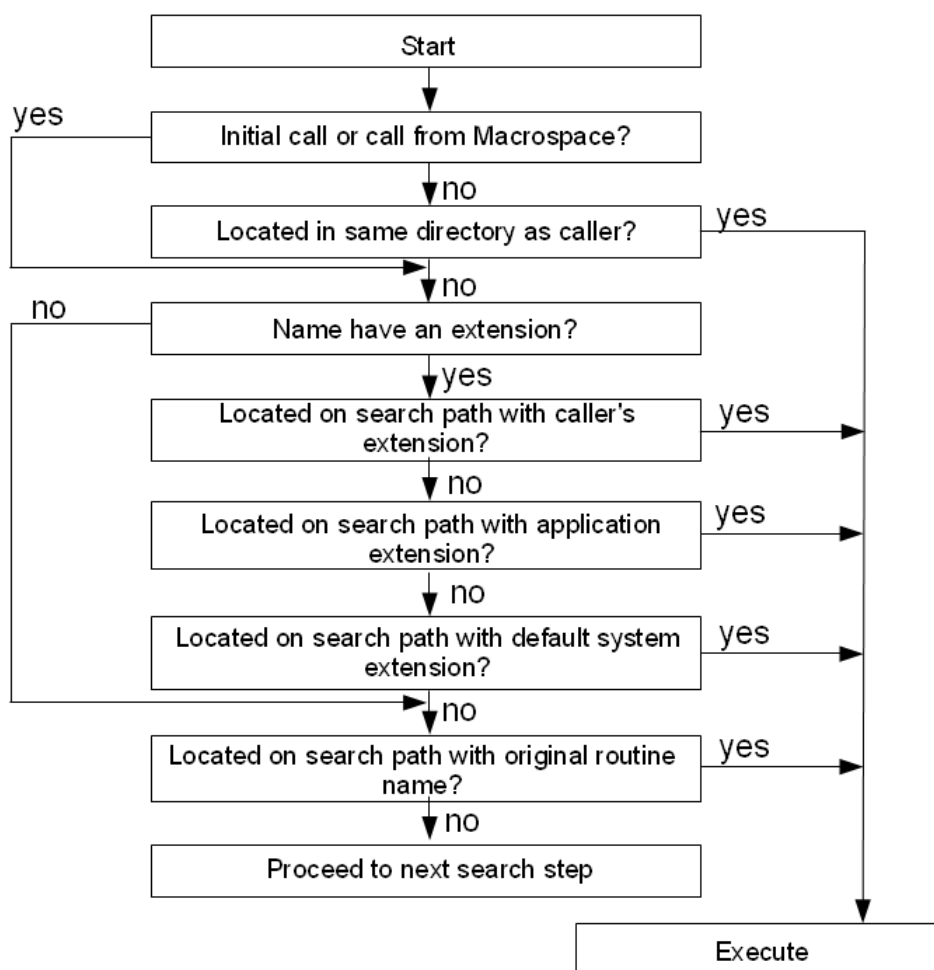 Start
yes
Initial call or call from Macrospace?
no
Located in same directory as caller?
yes
no
no
Name have an extension?
yes
Located on search path with caller's
extension?
yes
no
Located on search path with application
extension?
yes
no
Located on search path with default system
extension?
yes
no
Located on search path with original routine
name?
yes
no
Proceed to next search step
Execute